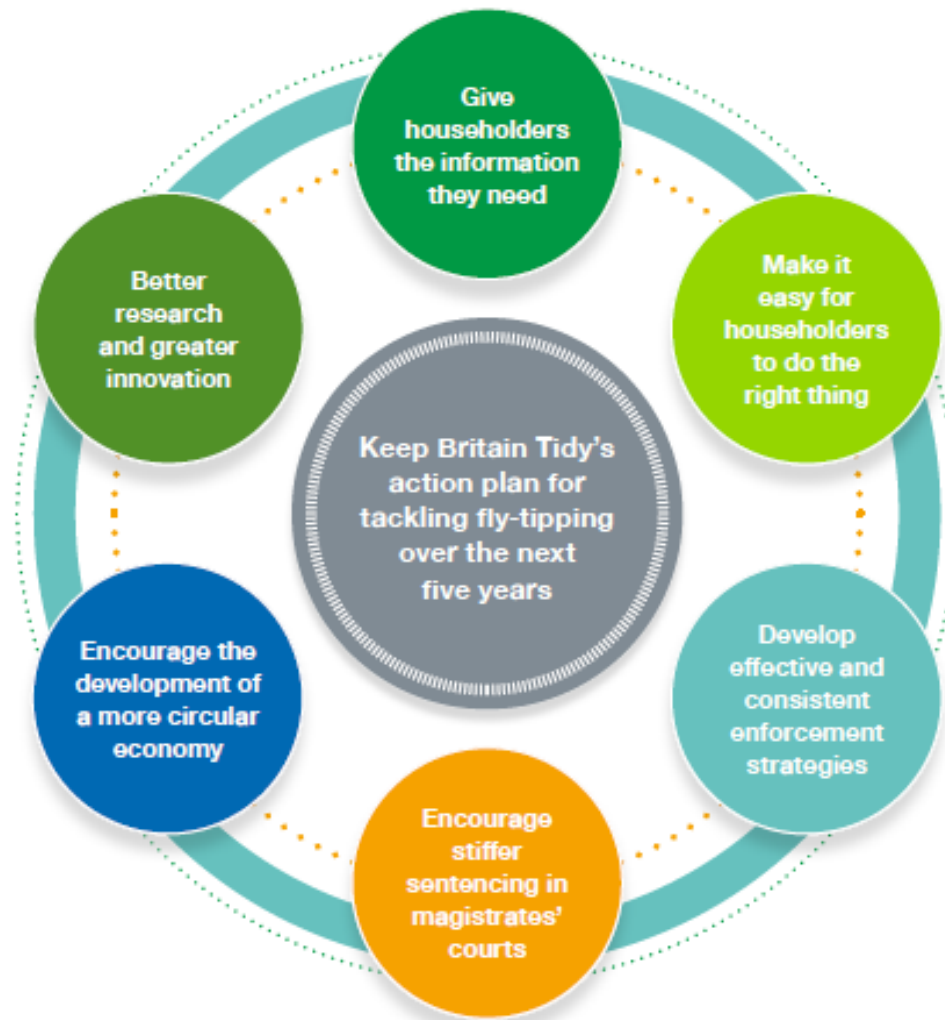 Give
householders
the information
they need
Make it
easy for
householders
to do the
right thing
Develop
effective and
consistent
enforcement
strategies
Encourage
stiffer
sentencing in
magistrates’
courts
Encourage the
development of
a more circular
economy
Better
research
and greater
innovation
Keep Britain Tidy’s
action plan for
tackling fly-tipping
over the next
five years